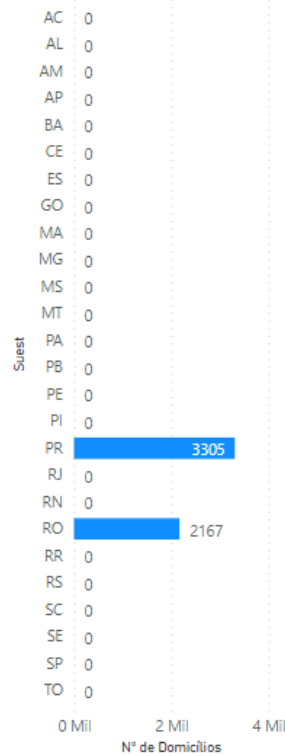 AC 0
AL 0
AM 0
AP 0
BA 0
CE 0
ES 0
GO 0
MA 0
MG 0
MS 0
MT 0
PA 0
PB 0
PE 0
PI 0
PR 3305
RJ 0
RN 0
RO 2167
RR 0
RS 0
SC 0
SE 0
SP 0
TO 0
Suest
0 Mil 2 Mil 4 Mil
N° de Domicílios